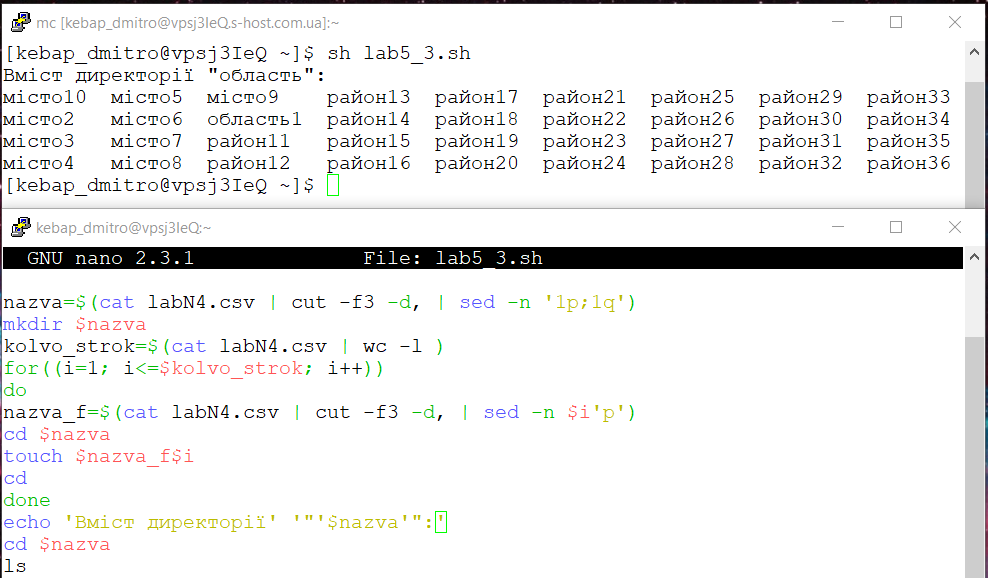 mc [kebap_dmitro@vpsj3IeQ.s-host.com.ua]:~
[kebap_dmitro@vpsj3IeQ ~]$ sh lab5_3.sh
Вміст директорії "область":
місто10 місто5 місто9 район13 район17 район21 район25 район29 район33
місто2 місто6 область1 район14 район18 район22 район26 район30 район34
місто3 місто7 район11 район15 район19 район23 район27 район31 район35
місто4 місто8 район12 район16 район20 район24 район28 район32 район36
[kebap_dmitro@vpsj3IeQ ~]$
kebap_dmitro@vpsj3IeQ:~
GNU nano 2.3.1 File: lab5_3.sh
nazva=$(cat labN4.csv | cut -f3 -d, | sed -n '1p;1q')
mkdir $nazva
kolvo_strok=$(cat labN4.csv | wc -l )
for((i=1; i<=$kolvo_strok; i++))
do
nazva_f=$(cat labN4.csv | cut -f3 -d, | sed -n $i'p')
cd $nazva
touch $nazva_f$i
cd
done
echo 'Вміст директорії' '"'$nazva'":'
cd $nazva
ls